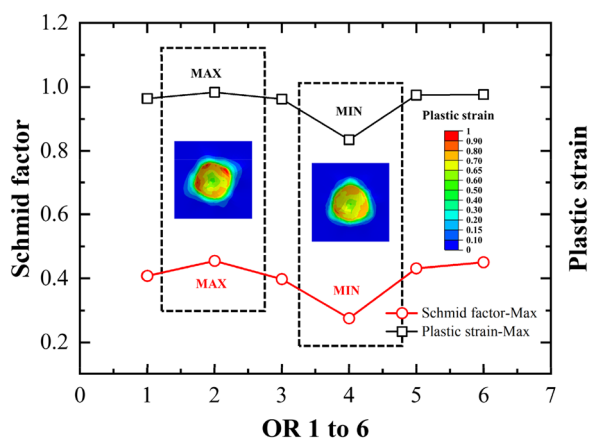 1.2
1.0
0.8
0.6
0.4
0.2
Schmid factor
Plastic strain
MAX
MIN
Plastic strain
1
0.90
0.80
0.70
0.60
0.50
0.40
0.30
0.20
0.15
0.10
0
MAX
MIN
Schmid factor-Max
Plastic strain-Max
0 1 2 3 4 5 6 7
OR 1 to 6